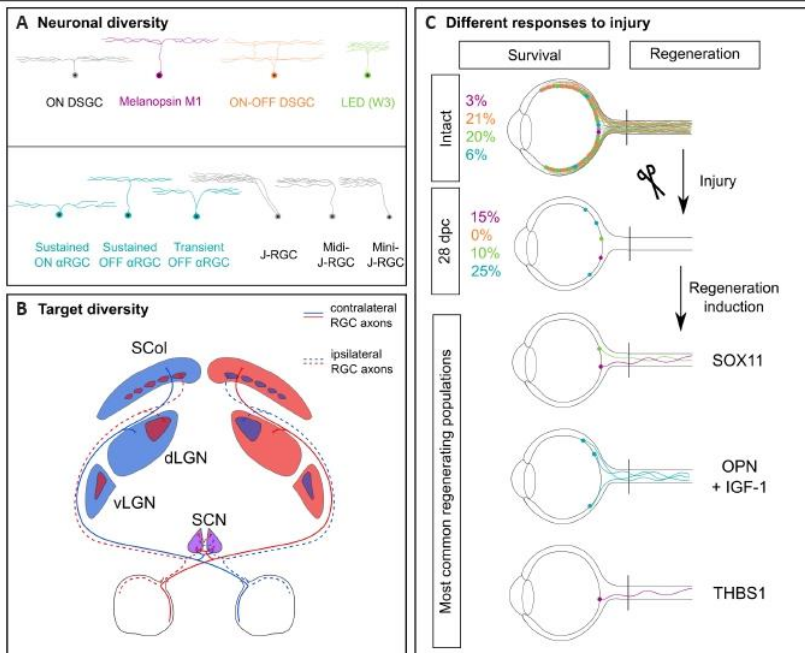 A Neuronal diversity
ON DSGC
Melanopsin M1
ON-OFF DSGC
LED (W3)
Sustained
ON αRGC
Sustained
OFF αRGC
Transient
OFF αRGC
J-RGC
Midi-
J-RGC
Mini-
J-RGC
B Target diversity
contralateral
RGC axons
ipsilateral
RGC axons
SCol
dLGN
vLGN
SCN
C Different responses to injury
Survival
Regeneration
Intact
3%
21%
20%
6%
Injury
28 dpc
15%
0%
10%
25%
Regeneration
induction
Most common regenerating populations
SOX11
OPN
+ IGF-1
THBS1